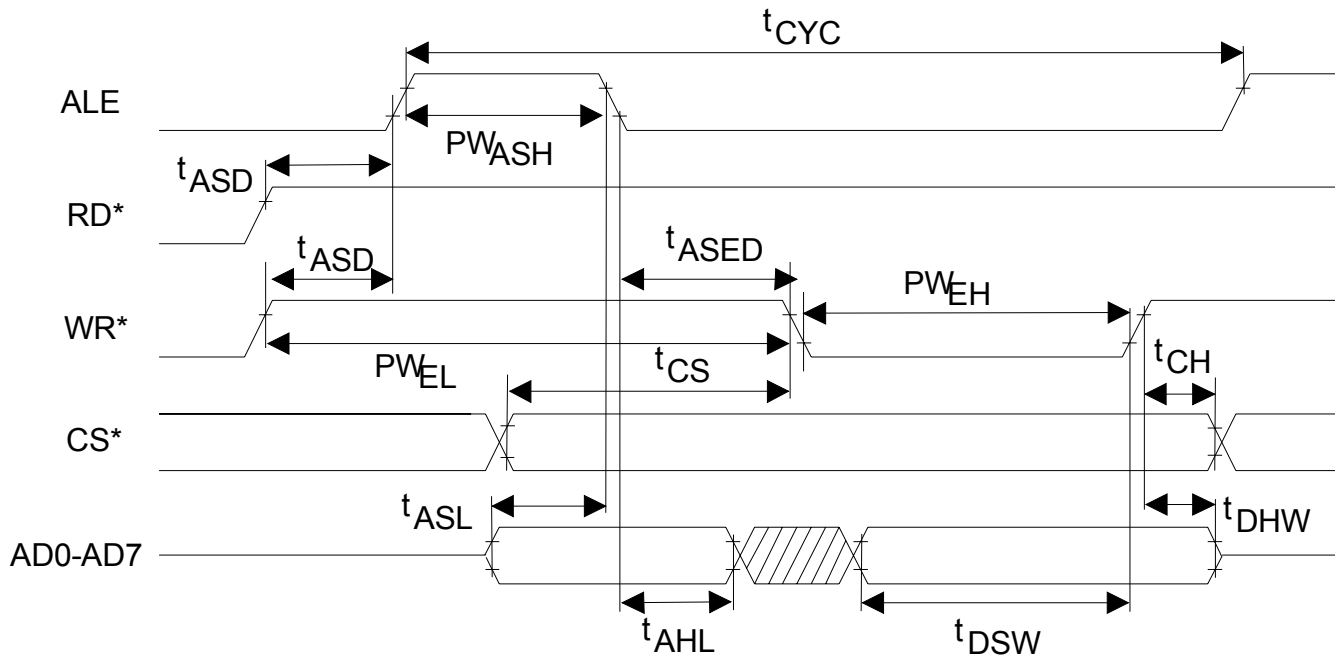 tCYC
ALE
PWASH
tASD
RD*
tASD
tASED
PWEH
WR*
PWEL
tCS
tCH
CS*
tASL
tDHW
AD0-AD7
tAHL
tDSW